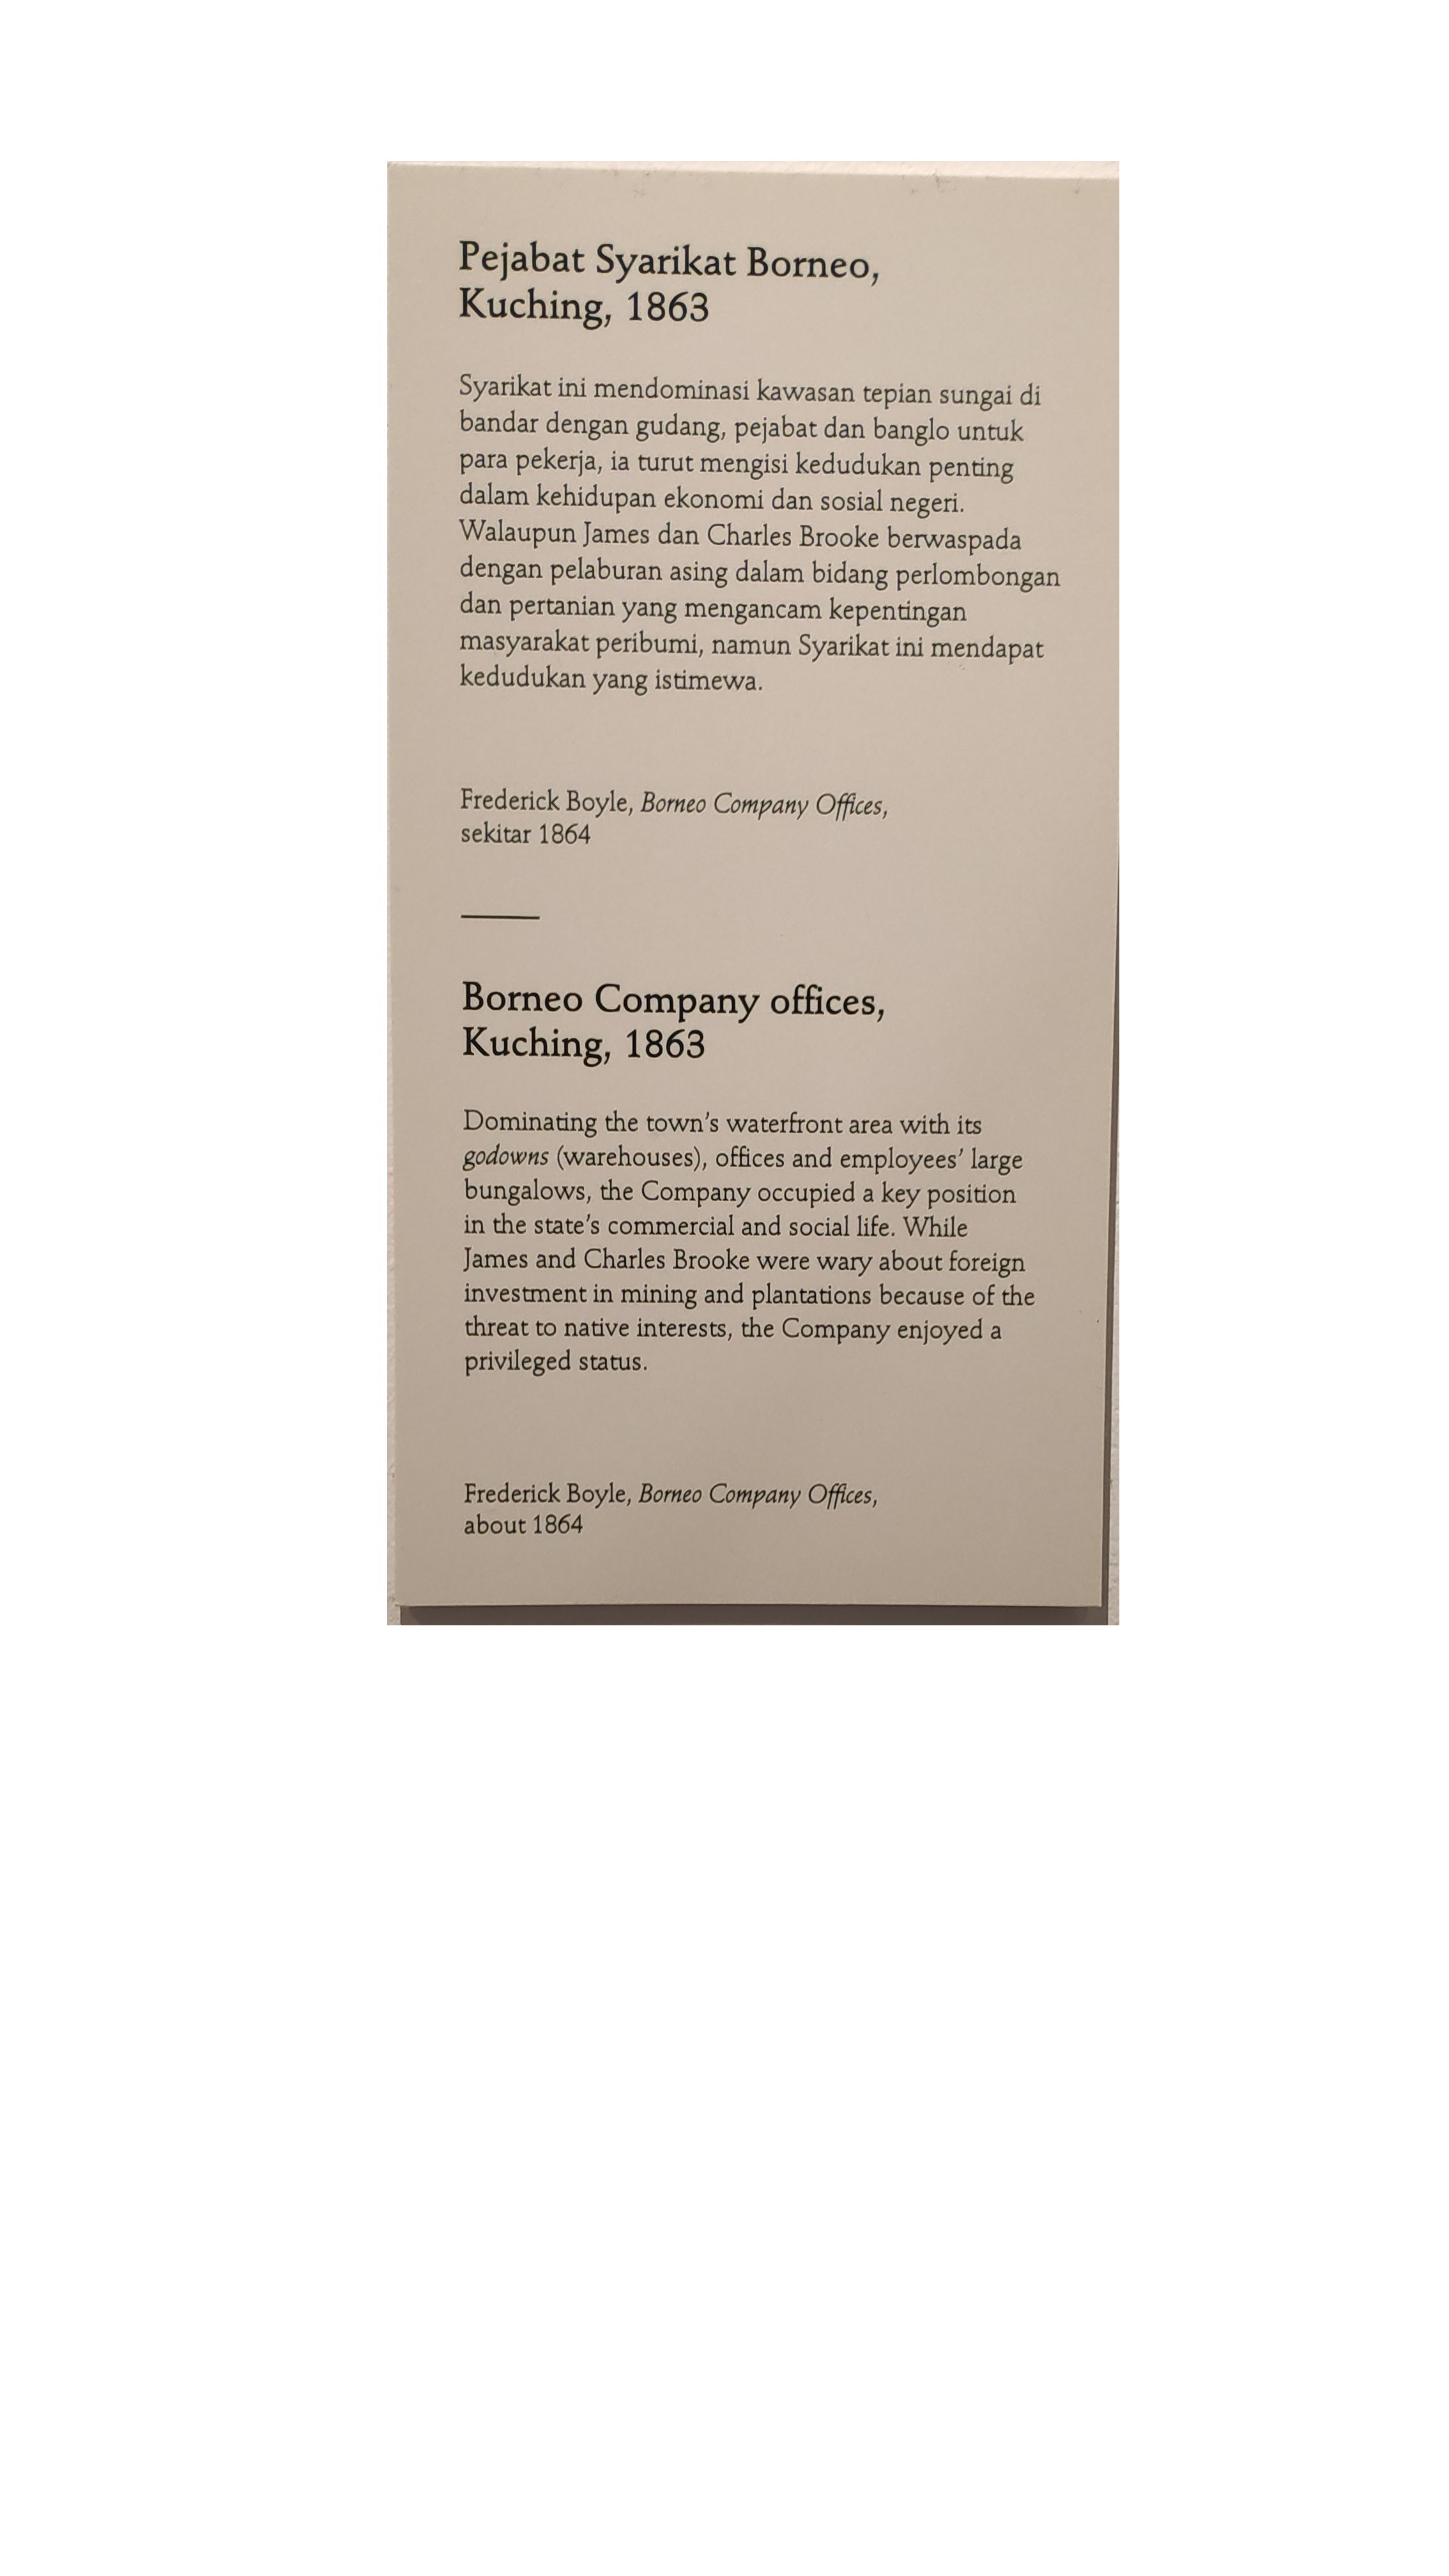 Pejabat Syarikat Borneo,
Kuching, 1863
Syarikat ini mendominasi kawasan tepian sungai di
bandar dengan gudang, pejabat dan banglo untuk
para pekerja, ia turut mengisi kedudukan penting
dalam kehidupan ekonomi dan sosial negeri.
Walaupun James dan Charles Brooke berwaspada
dengan pelaburan asing dalam bidang perlombongan
dan pertanian yang mengancam kepentingan
masyarakat peribumi, namun Syarikat ini mendapat
kedudukan yang istimewa.
Frederick Boyle, Borneo Company Offices,
sekitar 1864
Borneo Company offices,
Kuching, 1863
Dominating the town’s waterfront area with its
godowns (warehouses), offices and employees’ large
bungalows, the Company occupied a key position
in the state’s commercial and social life. While
James and Charles Brooke were wary about foreign
investment in mining and plantations because of the
threat to native interests, the Company enjoyed a
privileged status.
Frederick Boyle, Borneo Company Offices,
about 1864